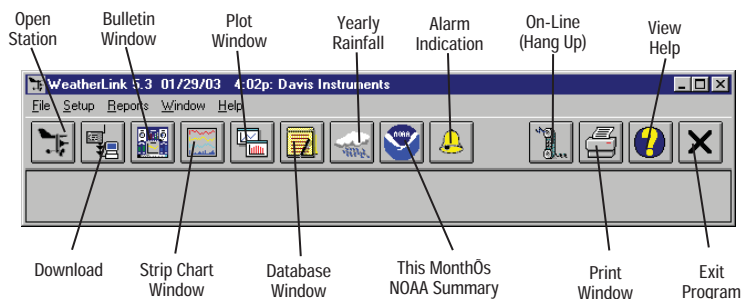 Open
Station
Bulletin
Window
Plot
Window
Yearly
Rainfall
Alarm
Indication
On-Line
(Hang Up)
View
Help
WeatherLink 5.3 01/29/03 4:02p: Davis Instruments
File Setup Reports Window Help
NOAA
Download
Strip Chart
Window
Database
Window
This MonthÕs
NOAA Summary
Print
Window
Exit
Program